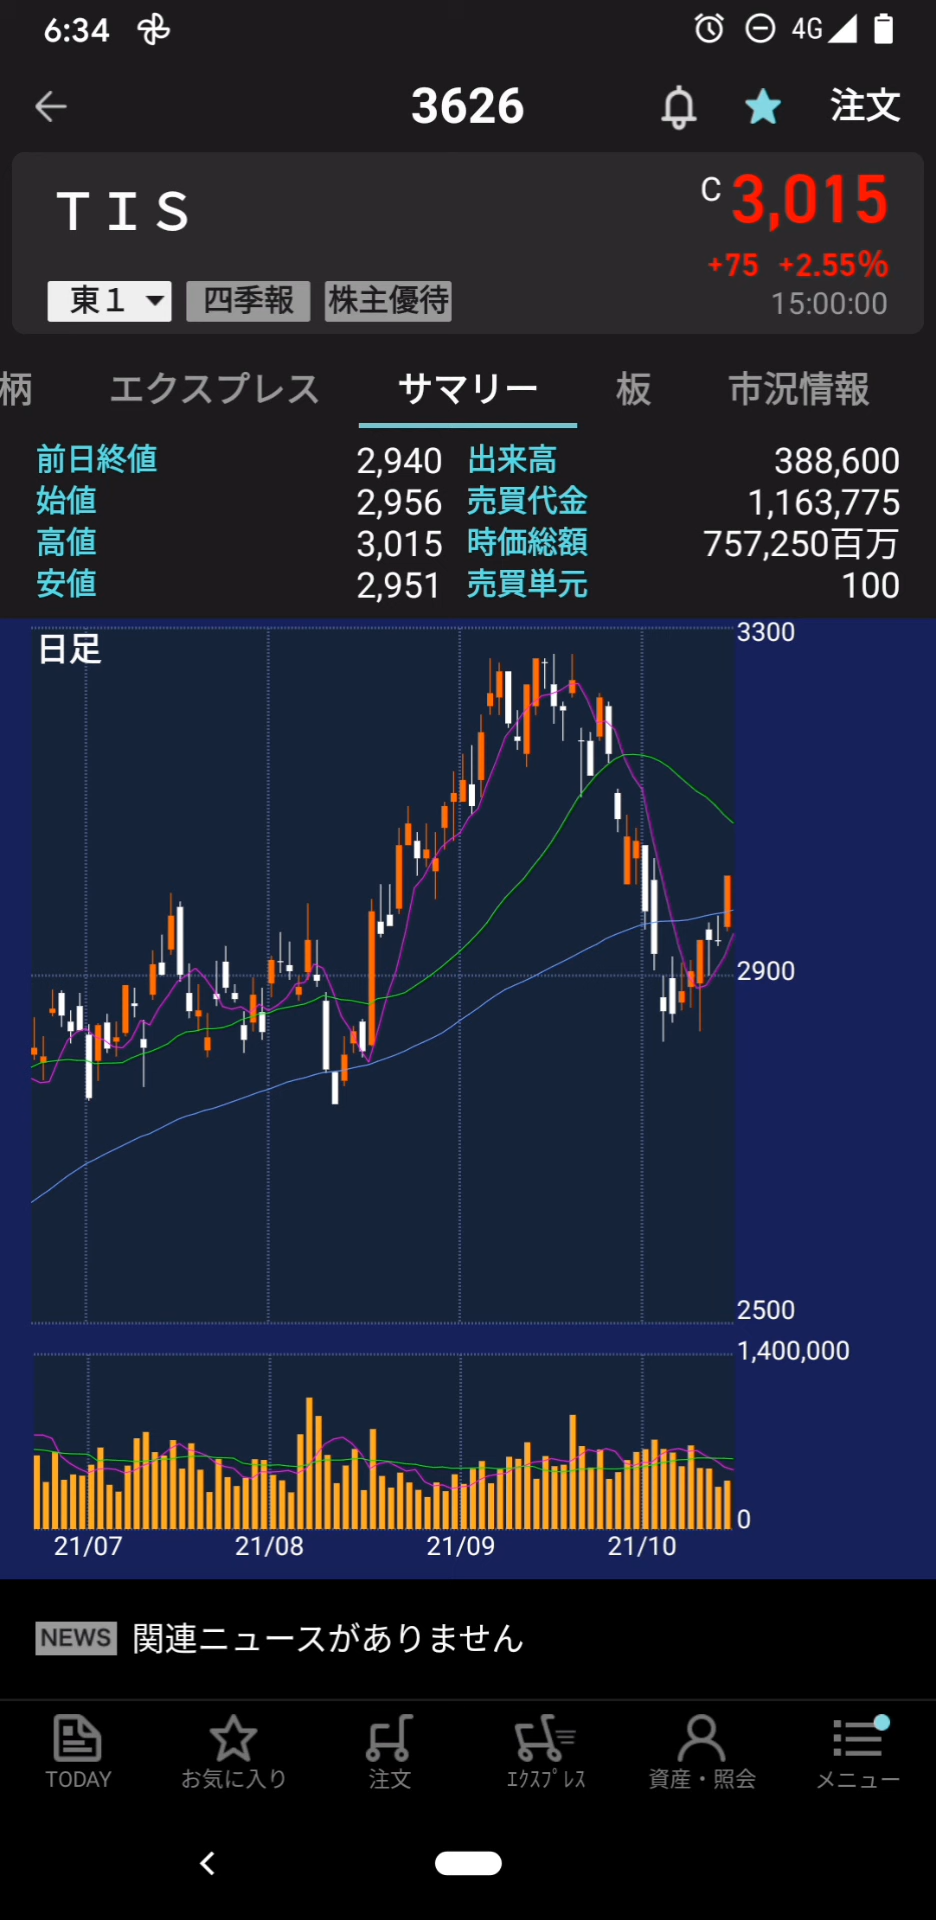 6:34 4G
3626 注文
ＴＩＳ C 3,015
+75 +2.55%
東１ 四季報 株主優待 15:00:00
柄 エクスプレス サマリー 板 市況情報
前日終値 2,940 出来高 388,600
始値 2,956 売買代金 1,163,775
高値 3,015 時価総額 757,250百万
安値 2,951 売買単元 100
日足 3300
2900
2500
1,400,000
0
21/07 21/08 21/09 21/10
NEWS 関連ニュースがありません
TODAY お気に入り 注文 ｴｸｽﾌﾟﾚｽ 資産・照会 メニュー